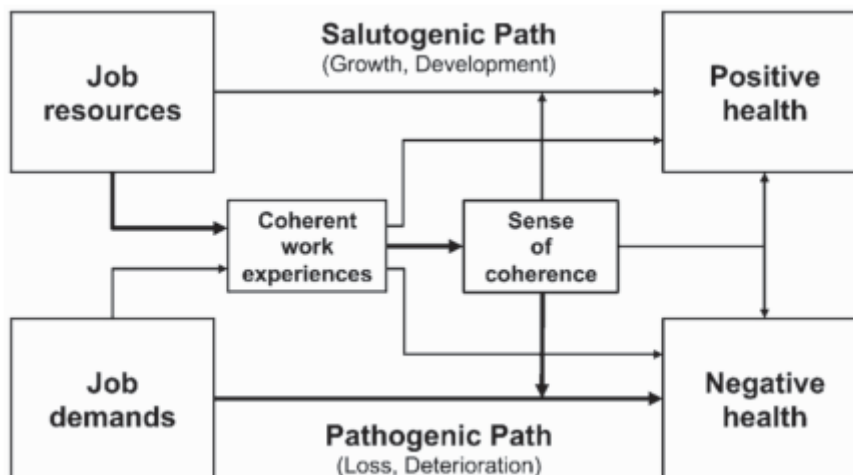 Salutogenic Path
(Growth, Development)
Job
resources
Positive
health
Coherent
work
experiences
Sense
of
coherence
Job
demands
Negative
health
Pathogenic Path
(Loss, Deterioration)